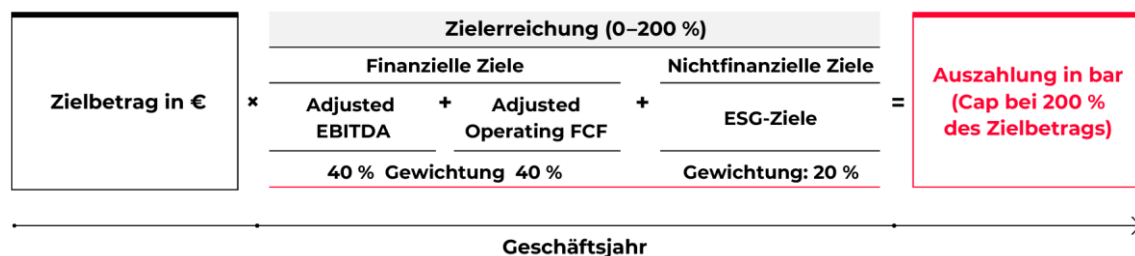 Zielerreichung (0–200 %)
Finanzielle Ziele
Nichtfinanzielle Ziele
Zielbetrag in €
×
Adjusted
EBITDA
+
Adjusted
Operating FCF
+
ESG-Ziele
=
Auszahlung in bar
(Cap bei 200 %
des Zielbetrags)
40 % Gewichtung 40 %
Gewichtung: 20 %
Geschäftsjahr